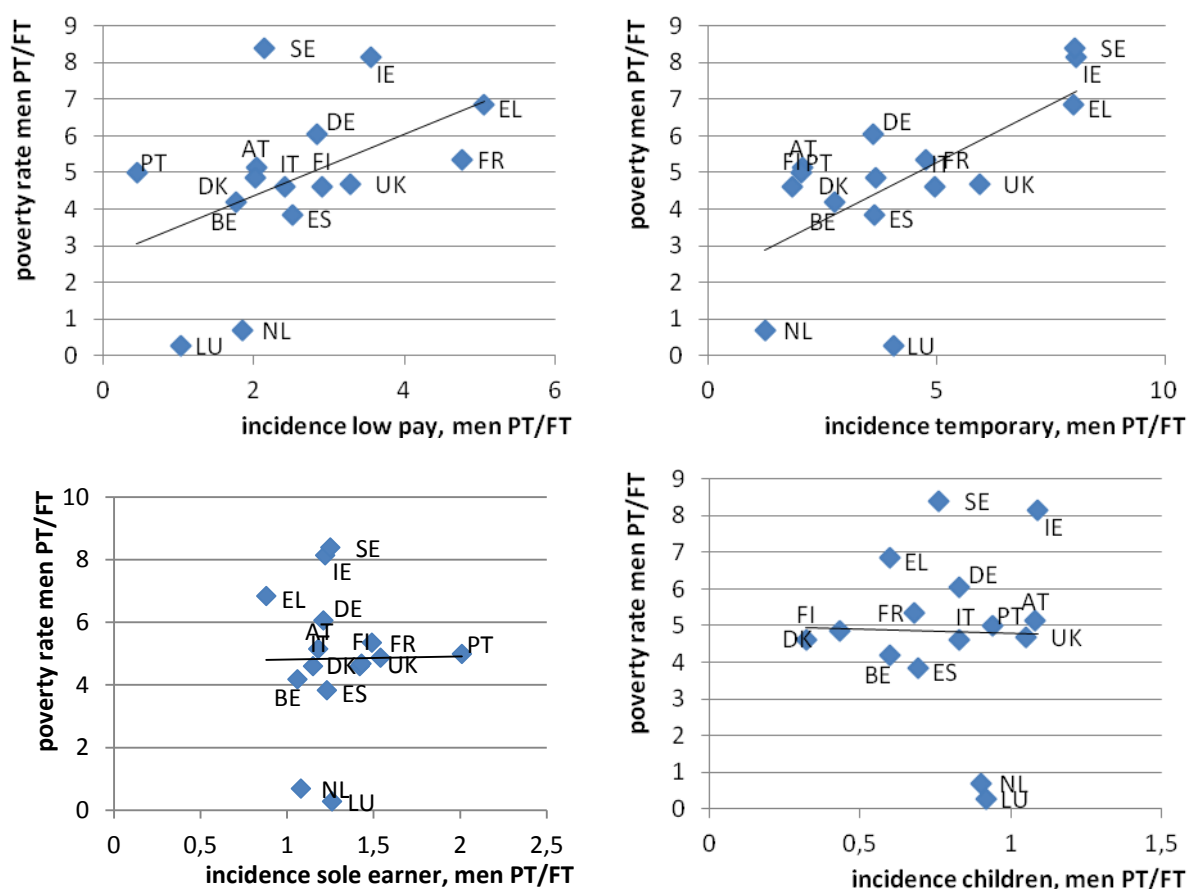 poverty rate men PT/FT
9
8
7
6
5
4
3
2
1
0
SE
IE
EL
DE
AT
IT
FI
FR
PT
DK
UK
BE
ES
NL
LU
0
2
4
6
incidence low pay, men PT/FT
poverty rate men PT/FT
9
8
7
6
5
4
3
2
1
0
SE
IE
EL
DE
AT
FI
PT
FR
IT
DK
UK
BE
ES
NL
LU
0
5
10
incidence temporary, men PT/FT
poverty rate men PT/FT
10
8
6
4
2
0
SE
IE
EL
DE
AT
IT
FI
FR
PT
DK
UK
BE
ES
NL
LU
0
0,5
1
1,5
2
2,5
incidence sole earner, men PT/FT
poverty rate men PT/FT
9
8
7
6
5
4
3
2
1
0
SE
IE
EL
DE
FI
FR
IT
PT
AT
DK
UK
BE
ES
NL
LU
0
0,5
1
1,5
incidence children, men PT/FT